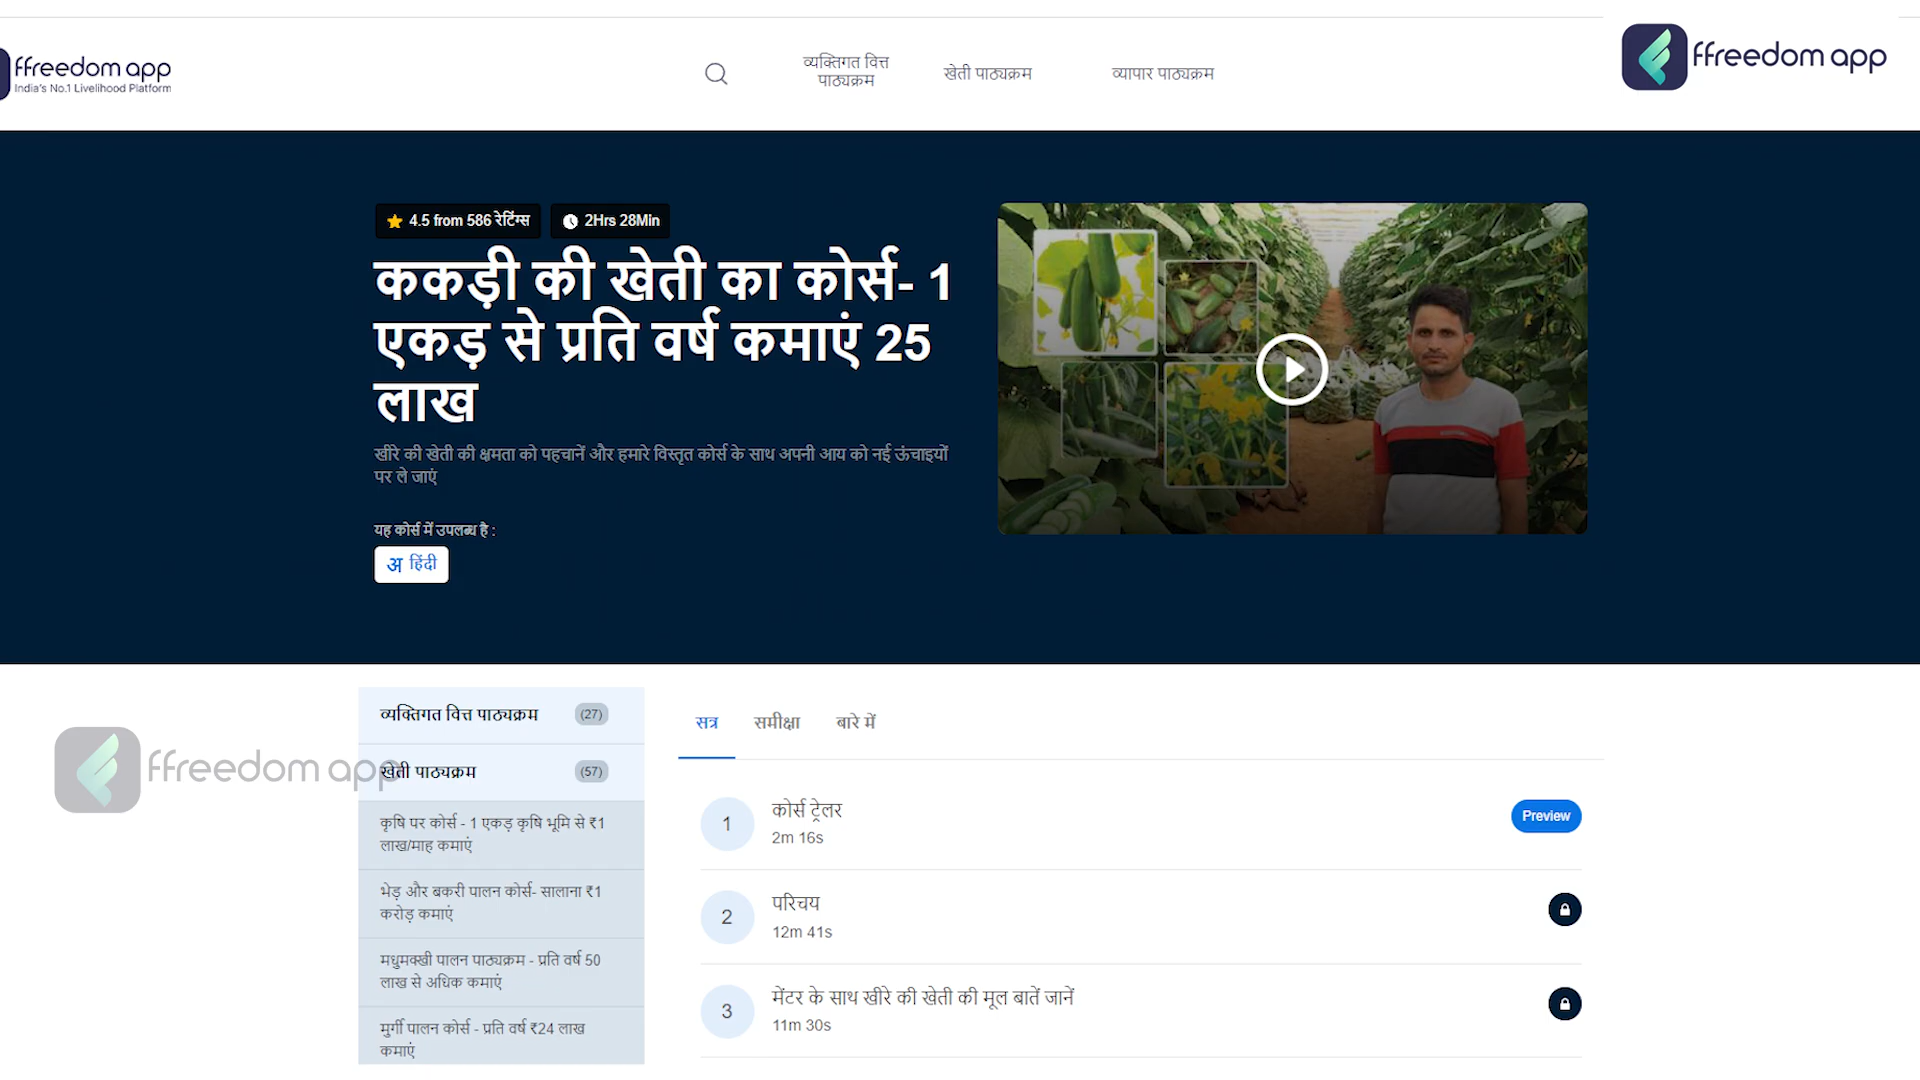 ffreedom app
India's No.1 Livelihood Platform
व्यक्तिगत वित्त
पाठ्यक्रम
खेती पाठ्यक्रम
व्यापार पाठ्यक्रम
ffreedom app
4.5 from 586 रेटिंग्स
2Hrs 28Min
ककड़ी की खेती का कोर्स- 1
एकड़ से प्रति वर्ष कमाएं 25
लाख
खीरे की खेती की क्षमता को पहचानें और हमारे विस्तृत कोर्स के साथ अपनी आय को नई ऊंचाइयों
पर ले जाएं
यह कोर्स में उपलब्ध है :
अ हिंदी
व्यक्तिगत वित्त पाठ्यक्रम (27)
खेती पाठ्यक्रम (57)
कृषि पर कोर्स - 1 एकड़ कृषि भूमि से ₹1
लाख/माह कमाएं
भेड़ और बकरी पालन कोर्स- सालाना ₹1
करोड़ कमाएं
मधुमक्खी पालन पाठ्यक्रम - प्रति वर्ष 50
लाख से अधिक कमाएं
मुर्गी पालन कोर्स - प्रति वर्ष ₹24 लाख
कमाएं
ffreedom app
सत्र समीक्षा बारे में
1 कोर्स ट्रेलर
2m 16s
Preview
2 परिचय
12m 41s
3 मेंटर के साथ खीरे की खेती की मूल बातें जानें
11m 30s